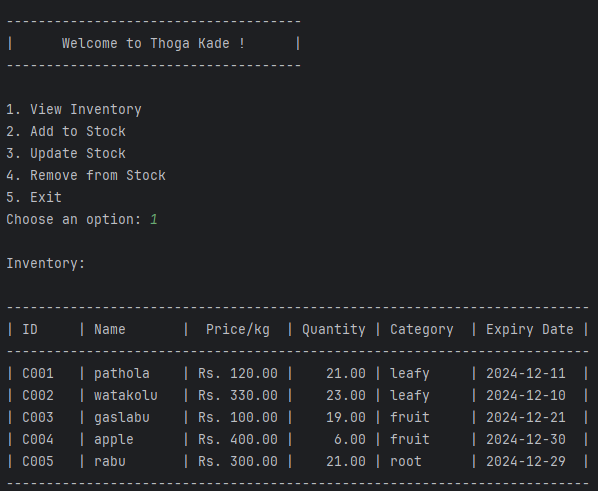 -------------------------------------
|      Welcome to Thoga Kade !      |
-------------------------------------
1. View Inventory
2. Add to Stock
3. Update Stock
4. Remove from Stock
5. Exit
Choose an option: 1
Inventory:
-------------------------------------------------------------------------
| ID     | Name       |  Price/kg  | Quantity | Category  | Expiry Date |
-------------------------------------------------------------------------
| C001   | pathola    | Rs. 120.00 |    21.00 | leafy     | 2024-12-11  |
| C002   | watakolu   | Rs. 330.00 |    23.00 | leafy     | 2024-12-10  |
| C003   | gaslabu    | Rs. 100.00 |    19.00 | fruit     | 2024-12-21  |
| C004   | apple      | Rs. 400.00 |     6.00 | fruit     | 2024-12-30  |
| C005   | rabu       | Rs. 300.00 |    21.00 | root      | 2024-12-29  |
-------------------------------------------------------------------------